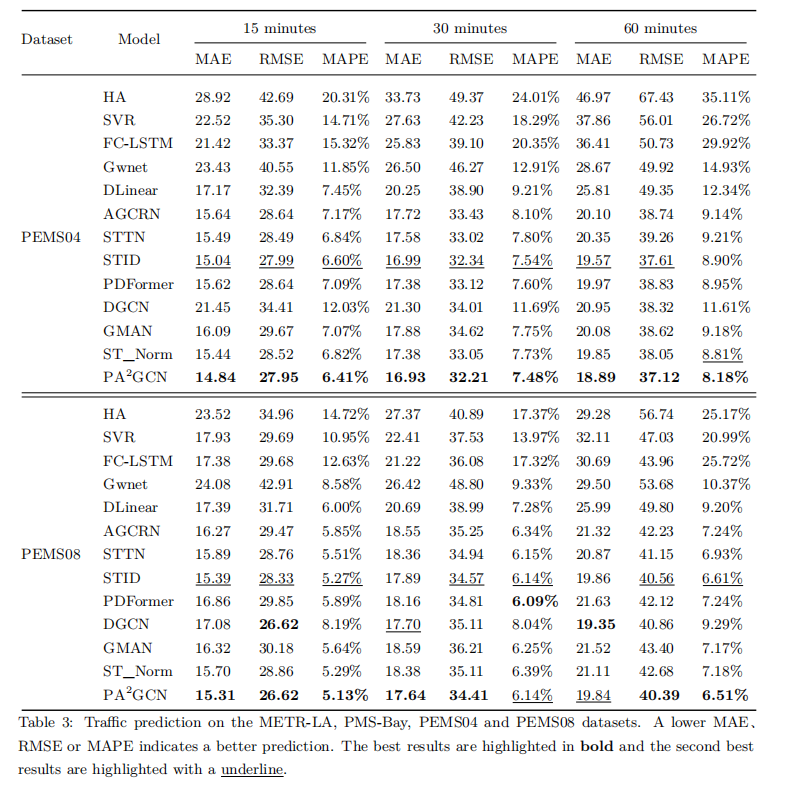 15 minutes 30 minutes 60 minutes
Dataset Model
MAE RMSE MAPE MAE RMSE MAPE MAE RMSE MAPE
HA 28.92 42.69 20.31% 33.73 49.37 24.01% 46.97 67.43 35.11%
SVR 22.52 35.30 14.71% 27.63 42.23 18.29% 37.86 56.01 26.72%
FC-LSTM 21.42 33.37 15.32% 25.83 39.10 20.35% 36.41 50.73 29.92%
Gwnet 23.43 40.55 11.85% 26.50 46.27 12.91% 28.67 49.92 14.93%
DLinear 17.17 32.39 7.45% 20.25 38.90 9.21% 25.81 49.35 12.34%
AGCRN 15.64 28.64 7.17% 17.72 33.43 8.10% 20.10 38.74 9.14%
PEMS04 STTN 15.49 28.49 6.84% 17.58 33.02 7.80% 20.35 39.26 9.21%
STID 15.04 27.99 6.60% 16.99 32.34 7.54% 19.57 37.61 8.90%
PDFormer 15.62 28.64 7.09% 17.38 33.12 7.60% 19.97 38.83 8.95%
DGCN 21.45 34.41 12.03% 21.30 34.01 11.69% 20.95 38.32 11.61%
GMAN 16.09 29.67 7.07% 17.88 34.62 7.75% 20.08 38.62 9.18%
ST_Norm 15.44 28.52 6.82% 17.38 33.05 7.73% 19.85 38.05 8.81%
PA²GCN 14.84 27.95 6.41% 16.93 32.21 7.48% 18.89 37.12 8.18%
HA 23.52 34.96 14.72% 27.37 40.89 17.37% 29.28 56.74 25.17%
SVR 17.93 29.69 10.95% 22.41 37.53 13.97% 32.11 47.03 20.99%
FC-LSTM 17.38 29.68 12.63% 21.22 36.08 17.32% 30.69 43.96 25.72%
Gwnet 24.08 42.91 8.58% 26.42 48.80 9.33% 29.50 53.68 10.37%
DLinear 17.39 31.71 6.00% 20.69 38.99 7.28% 25.99 49.80 9.20%
AGCRN 16.27 29.47 5.85% 18.55 35.25 6.34% 21.32 42.23 7.24%
PEMS08 STTN 15.89 28.76 5.51% 18.36 34.94 6.15% 20.87 41.15 6.93%
STID 15.39 28.33 5.27% 17.89 34.57 6.14% 19.86 40.56 6.61%
PDFormer 16.86 29.85 5.89% 18.16 34.81 6.09% 21.63 42.12 7.24%
DGCN 17.08 26.62 8.19% 17.70 35.11 8.04% 19.35 40.86 9.29%
GMAN 16.32 30.18 5.64% 18.59 36.21 6.25% 21.52 43.40 7.17%
ST_Norm 15.70 28.86 5.29% 18.38 35.11 6.39% 21.11 42.68 7.18%
PA²GCN 15.31 26.62 5.13% 17.64 34.41 6.14% 19.84 40.39 6.51%
Table 3: Traffic prediction on the METR-LA, PMS-Bay, PEMS04 and PEMS08 datasets. A lower MAE、
RMSE or MAPE indicates a better prediction. The best results are highlighted in bold and the second best
results are highlighted with a underline.